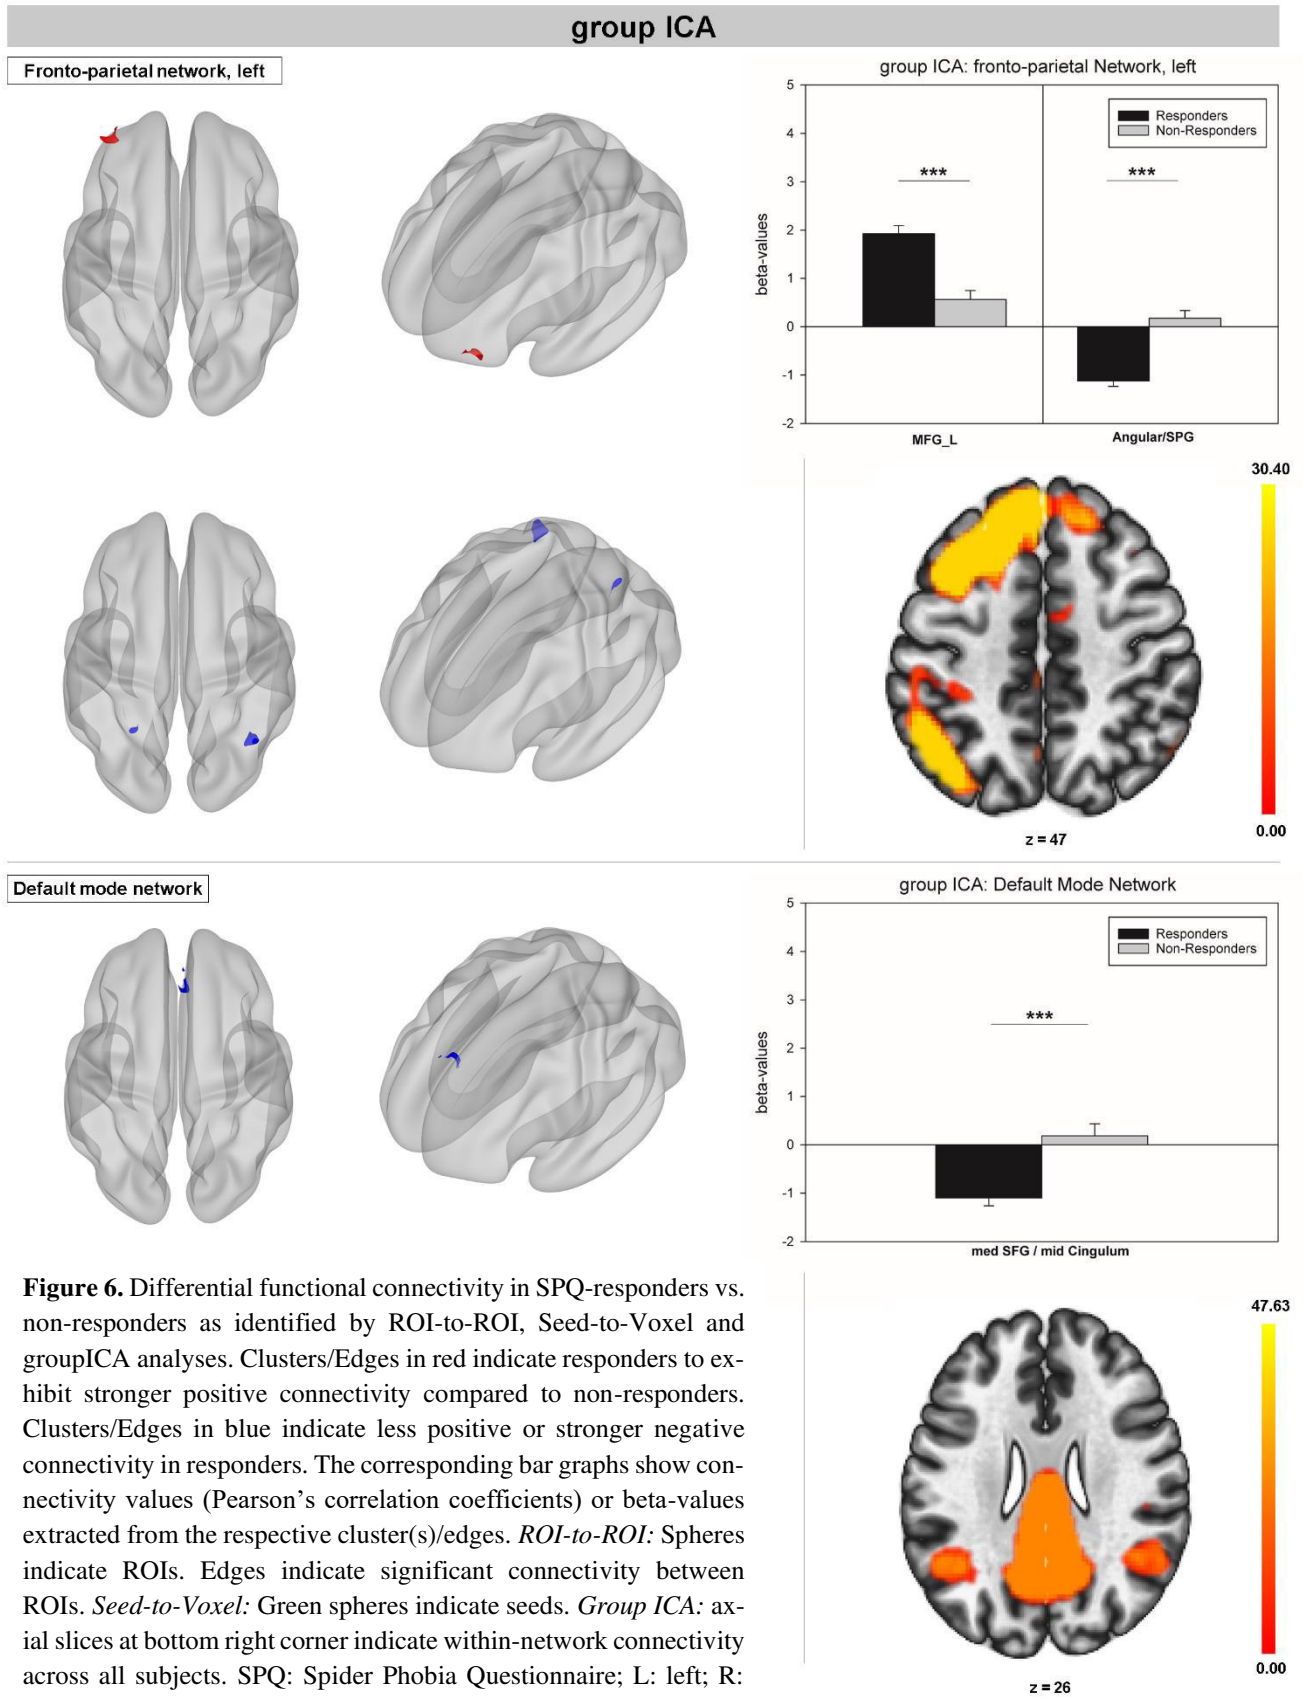 group ICA
Fronto-parietal network, left
group ICA: fronto-parietal Network, left
5
4
3
2
1
0
-1
-2
beta-values
Responders
Non-Responders
***
***
MFG_L
Angular/SPG
30.40
0.00
z = 47
Default mode network
group ICA: Default Mode Network
5
4
3
2
1
0
-1
-2
beta-values
Responders
Non-Responders
***
med SFG / mid Cingulum
47.63
0.00
z = 26
Figure 6. Differential functional connectivity in SPQ-responders vs.
non-responders as identified by ROI-to-ROI, Seed-to-Voxel and
groupICA analyses. Clusters/Edges in red indicate responders to ex-
hibit stronger positive connectivity compared to non-responders.
Clusters/Edges in blue indicate less positive or stronger negative
connectivity in responders. The corresponding bar graphs show con-
nectivity values (Pearson's correlation coefficients) or beta-values
extracted from the respective cluster(s)/edges. ROI-to-ROI: Spheres
indicate ROIs. Edges indicate significant connectivity between
ROIs. Seed-to-Voxel: Green spheres indicate seeds. Group ICA: ax-
ial slices at bottom right corner indicate within-network connectivity
across all subjects. SPQ: Spider Phobia Questionnaire; L: left; R: